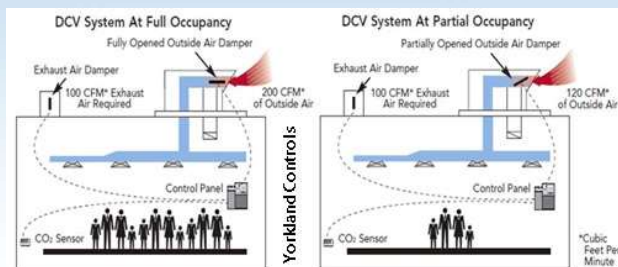 DCV System At Full Occupancy
Fully Opened Outside Air Damper
Exhaust Air Damper
100 CFM* Exhaust
Air Required
200 CFM*
of Outside Air
Control Panel
CO₂ Sensor
Yorkland Controls
DCV System At Partial Occupancy
Partially Opened Outside Air Damper
Exhaust Air Damper
100 CFM* Exhaust
Air Required
120 CFM*
of Outside Air
Control Panel
CO₂ Sensor
*Cubic
Feet Per
Minute